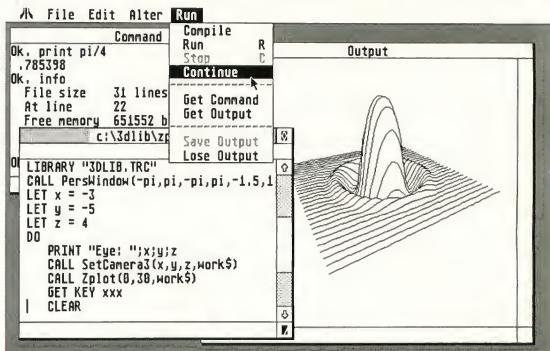 File Edit Alter Run
Command
Ok. print pi/4
.785398
Ok. info
File size 31 lines
At line 22
Free memory 651552 b
Compile
Run R
Stop C
Continue
Get Command
Get Output
Save Output
Lose Output
Output
c:\3dlib\zp
LIBRARY "3DLIB.TRC"
CALL PersWindow(-pi,pi,-pi,pi,-1.5,1
LET x = -3
LET y = -5
LET z = 4
DO
PRINT "Eye: ";x;y;z
CALL SetCamera3(x,y,z,work$)
CALL Zplot(8,30,work$)
GET KEY xxx
CLEAR